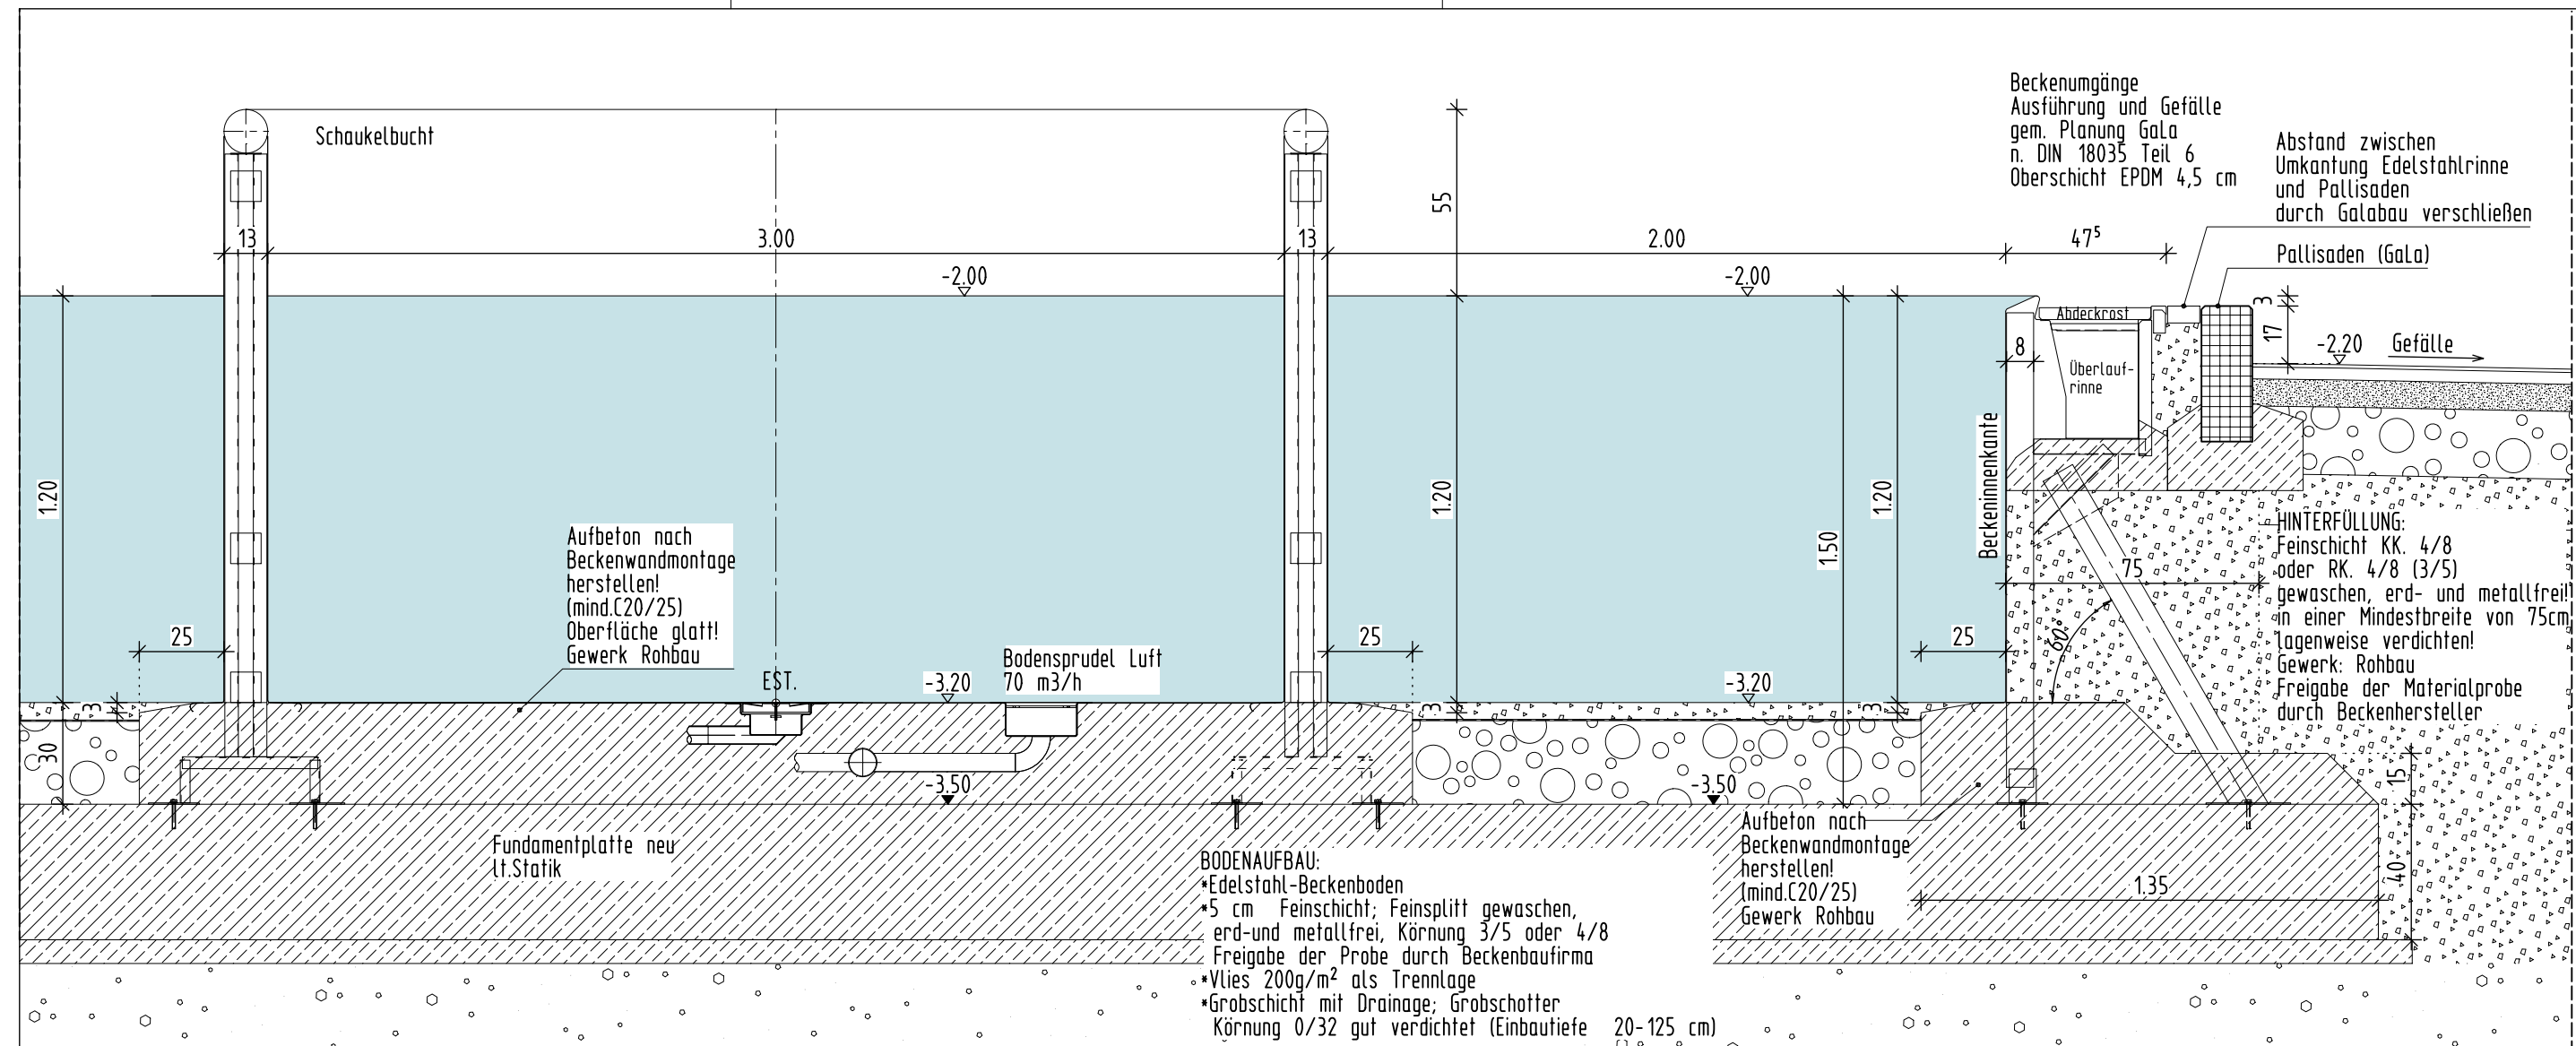 Beckenumgänge
Ausführung und Gefälle
gem. Planung GaLa
n. DIN 18035 Teil 6
Oberschicht EPDM 4,5 cm
Abstand zwischen
Umkantung Edelstahlrinne
und Pallisaden
durch Galabau verschließen
Pallisaden (GaLa)
Schaukelbucht
55
13
3.00
13
2.00
47⁵
-2.00
-2.00
3
17
-2.20
Gefälle
Abdeckrost
8
Überlauf-
rinne
Beckeninnenkante
1.20
1.20
1.50
1.20
Aufbeton nach
Beckenwandmontage
herstellen!
(mind.C20/25)
Oberfläche glatt!
Gewerk Rohbau
HINTERFÜLLUNG:
Feinschicht KK. 4/8
oder RK. 4/8 (3/5)
gewaschen, erd- und metallfrei!
in einer Mindestbreite von 75cm
lagenweise verdichten!
Gewerk: Rohbau
Freigabe der Materialprobe
durch Beckenhersteller
75
60°
25
25
25
EST.
-3.20
Bodensprudel Luft
70 m3/h
-3.20
3
3
3
30
-3.50
-3.50
15
40
1.35
Fundamentplatte neu
lt.Statik
Aufbeton nach
Beckenwandmontage
herstellen!
(mind.C20/25)
Gewerk Rohbau
BODENAUFBAU:
*Edelstahl-Beckenboden
*5 cm Feinschicht; Feinsplitt gewaschen,
erd-und metallfrei, Körnung 3/5 oder 4/8
Freigabe der Probe durch Beckenbaufirma
*Vlies 200g/m² als Trennlage
*Grobschicht mit Drainage; Grobschotter
Körnung 0/32 gut verdichtet (Einbautiefe 20-125 cm)